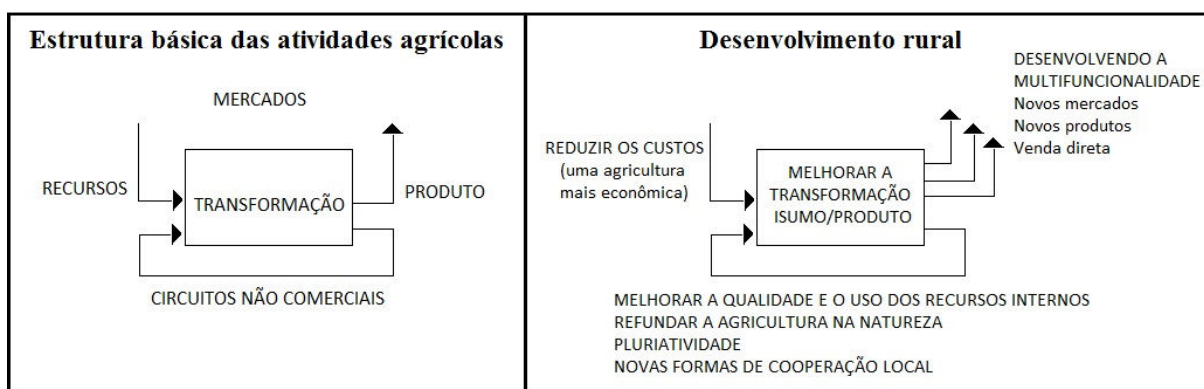 Estrutura básica das atividades agrícolas
MERCADOS
RECURSOS
TRANSFORMAÇÃO
PRODUTO
CIRCUITOS NÃO COMERCIAIS
Desenvolvimento rural
DESENVOLVENDO A
MULTIFUNCIONALIDADE
Novos mercados
Novos produtos
Venda direta
REDUZIR OS CUSTOS
(uma agricultura
mais econômica)
MELHORAR A
TRANSFORMAÇÃO
ISUMO/PRODUTO
MELHORAR A QUALIDADE E O USO DOS RECURSOS INTERNOS
REFUNDAR A AGRICULTURA NA NATUREZA
PLURIATIVIDADE
NOVAS FORMAS DE COOPERAÇÃO LOCAL